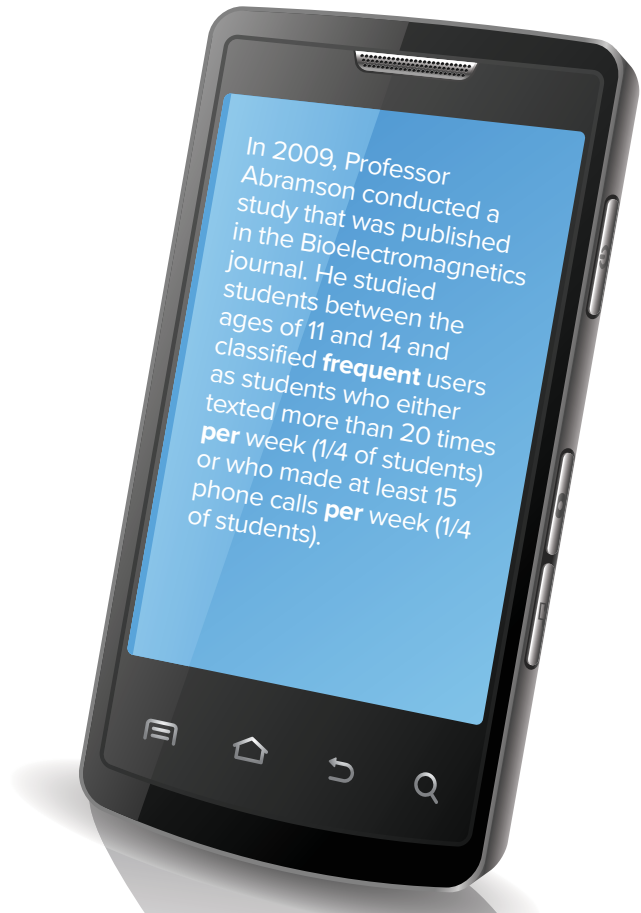 In 2009, Professor
Abramson conducted a
study that was published
in the Bioelectromagnetics
journal. He studied
students between the
ages of 11 and 14 and
classified frequent users
as students who either
texted more than 20 times
per week (1/4 of students)
or who made at least 15
phone calls per week (1/4
of students).